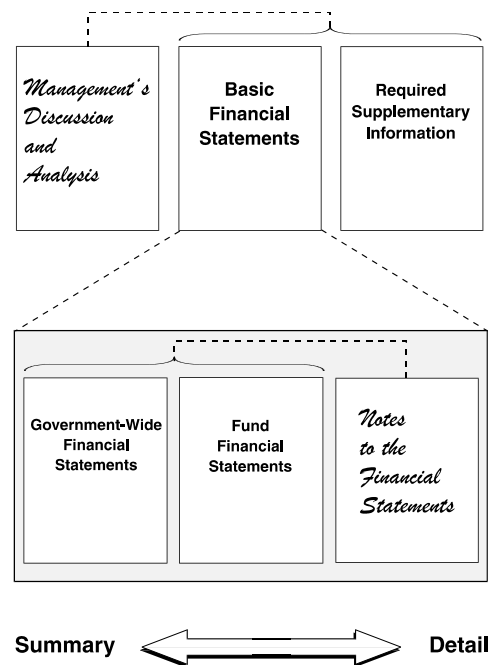 Management's
Discussion
and
Analysis
Basic
Financial
Statements
Required
Supplementary
Information
Government-Wide
Financial
Statements
Fund
Financial
Statements
Notes
to the
Financial
Statements
Summary
Detail